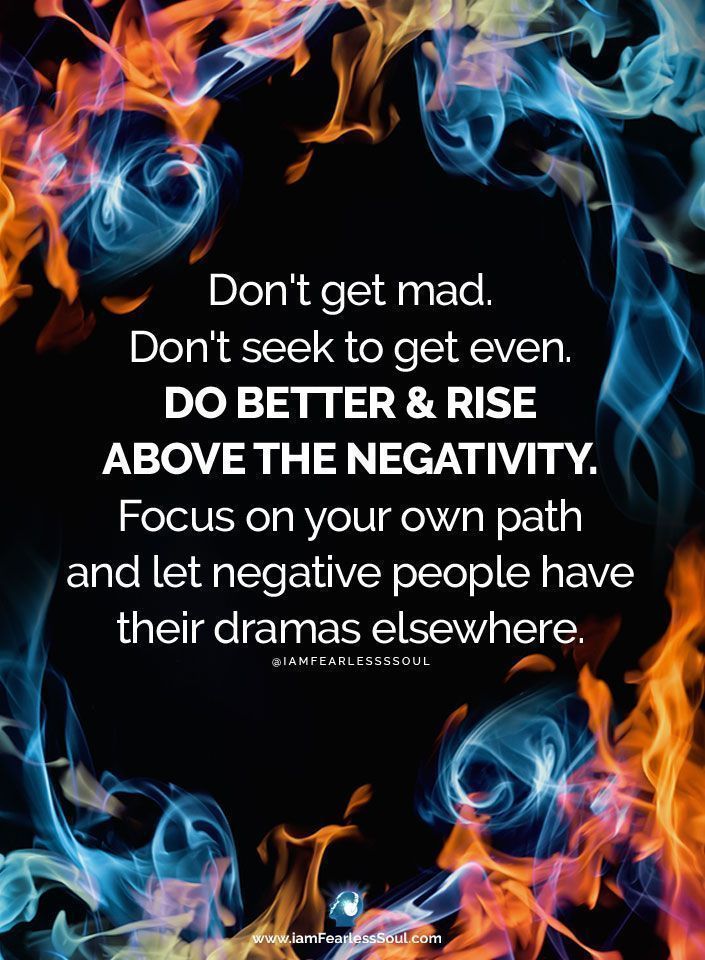 Don't get mad.
Don't seek to get even.
DO BETTER & RISE
ABOVE THE NEGATIVITY.
Focus on your own path
and let negative people have
their dramas elsewhere.
@IAMFEARLESSSSOUL
www.iamFearlessSoul.com